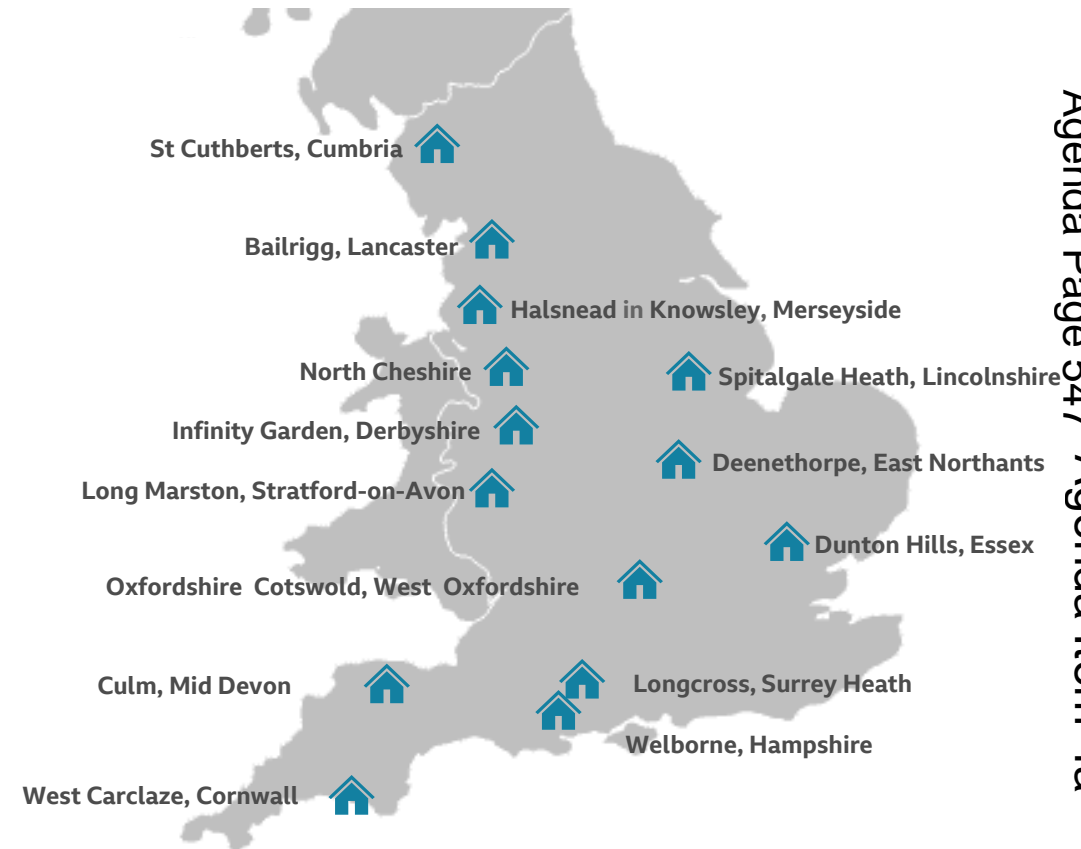 St Cuthberts, Cumbria
Bailrigg, Lancaster
Halsnead in Knowsley, Merseyside
North Cheshire
Spitalgale Heath, Lincolnshire
Infinity Garden, Derbyshire
Deenethorpe, East Northants
Long Marston, Stratford-on-Avon
Dunton Hills, Essex
Oxfordshire Cotswold, West Oxfordshire
Culm, Mid Devon
Longcross, Surrey Heath
Welborne, Hampshire
West Carclaze, Cornwall
Agenda Page 547 Agenda Item